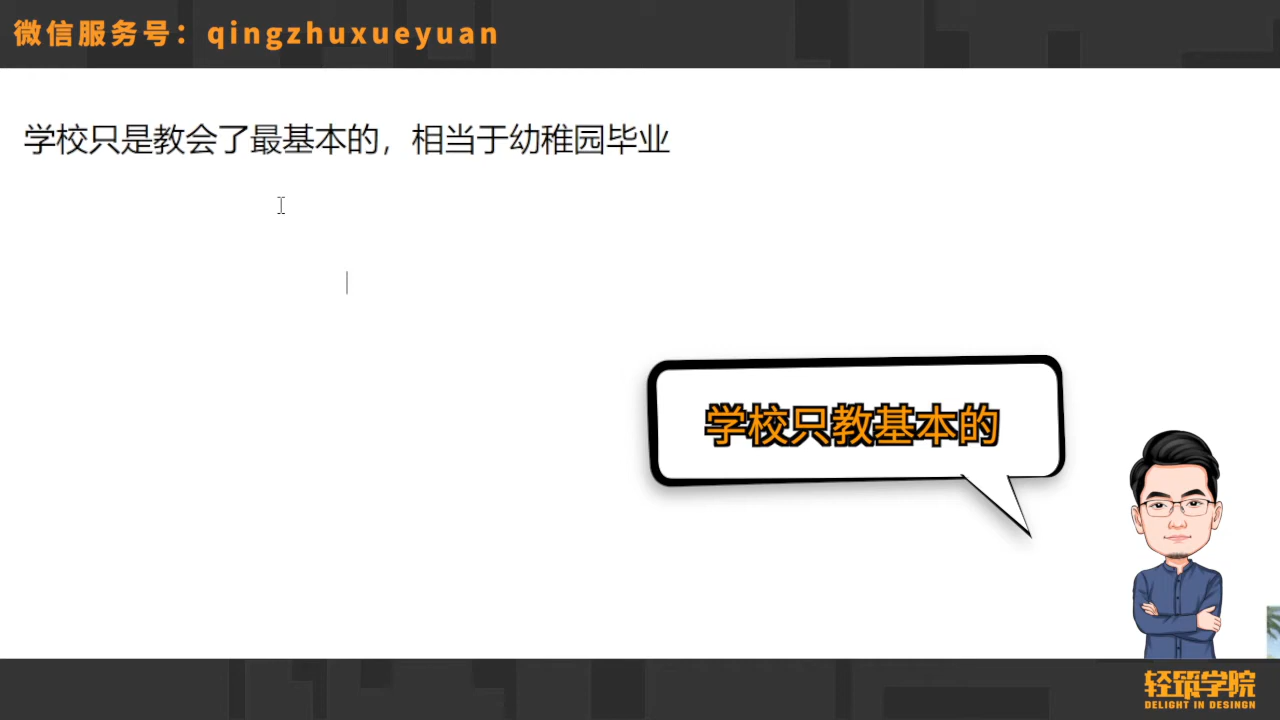 微信服务号：qingzhuxueyuan
学校只是教会了最基本的，相当于幼稚园毕业
学校只教基本的
轻筑学院
DELIGHT IN DESINGN